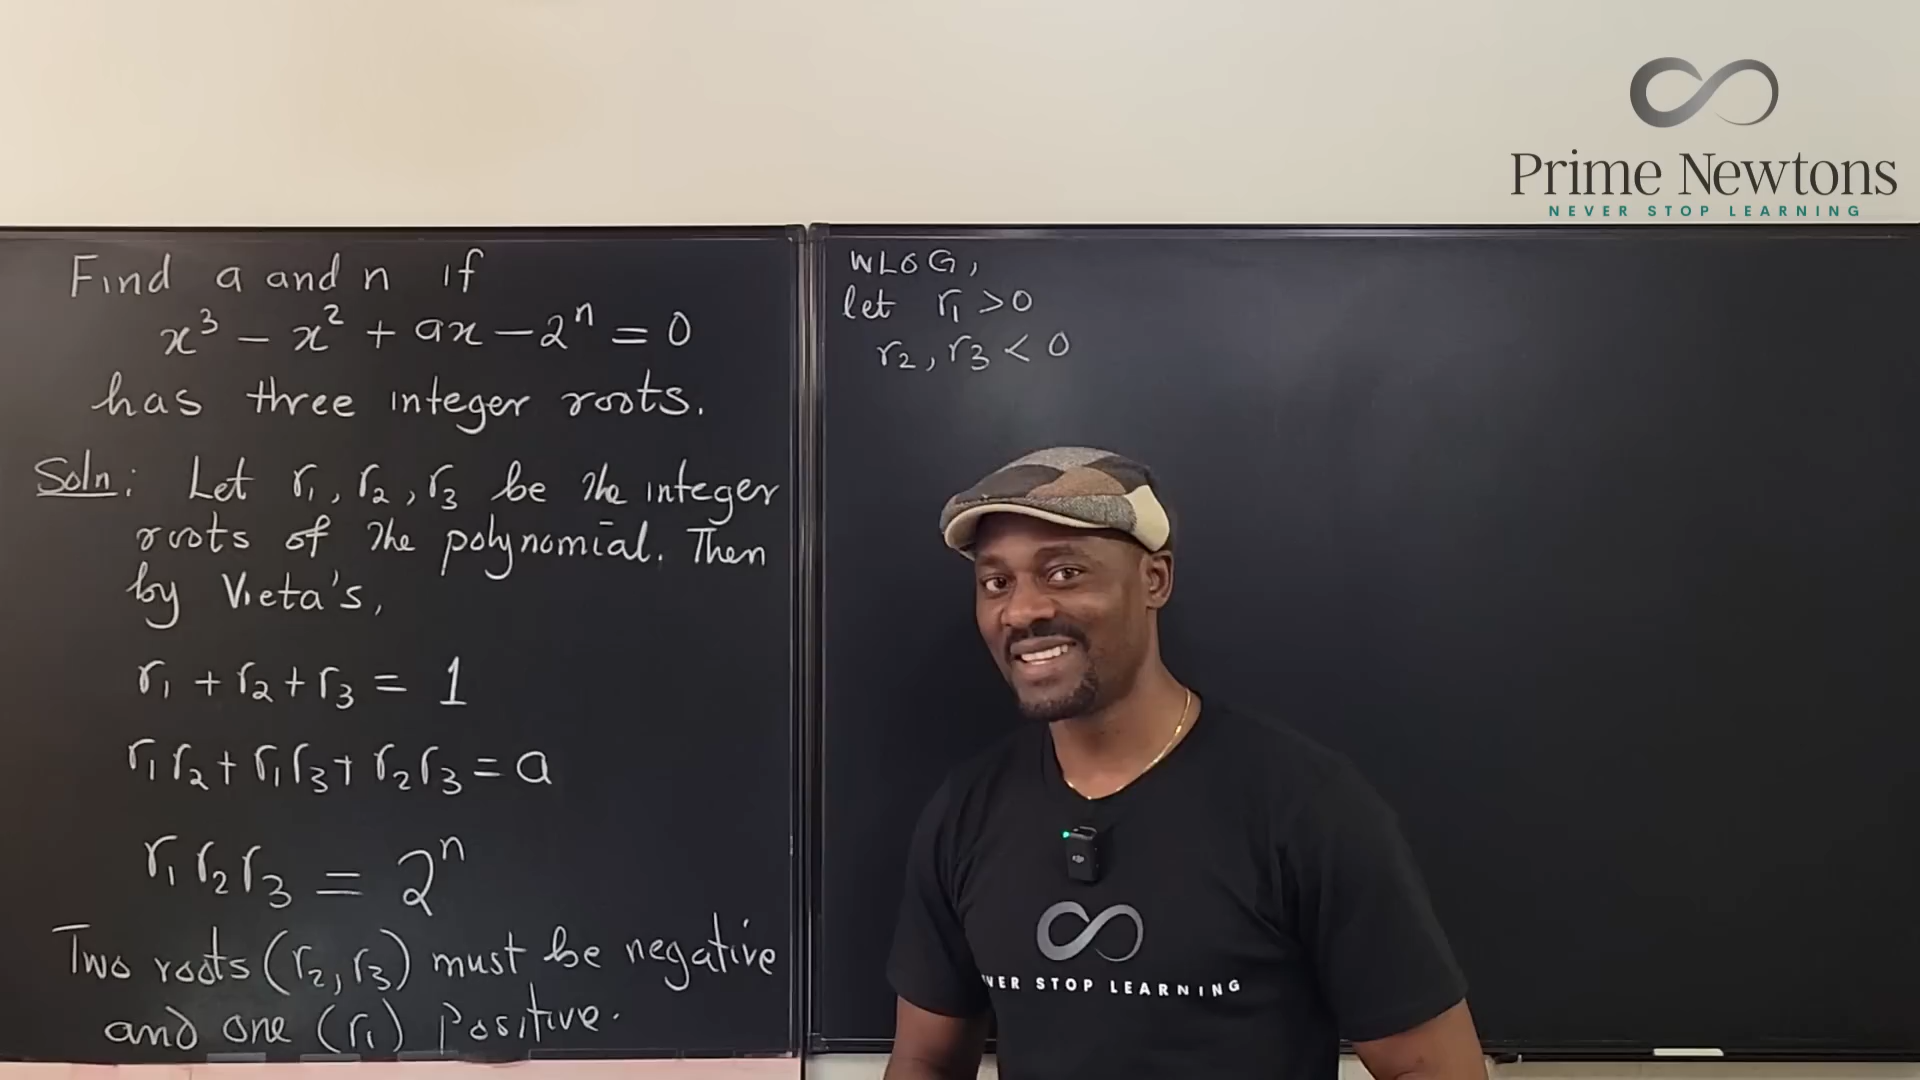 Prime Newtons
NEVER STOP LEARNING
Find a and n if
x³ – x² + ax – 2ⁿ = 0
has three integer roots.
Soln: Let r₁, r₂, r₃ be the integer
roots of the polynomial. Then
by Vieta's,
r₁ + r₂ + r₃ = 1
r₁r₂ + r₁r₃ + r₂r₃ = a
r₁r₂r₃ = 2ⁿ
Two roots (r₂, r₃) must be negative
and one (r₁) positive.
WLOG,
let r₁ > 0
r₂, r₃ < 0
STOP LEARNING